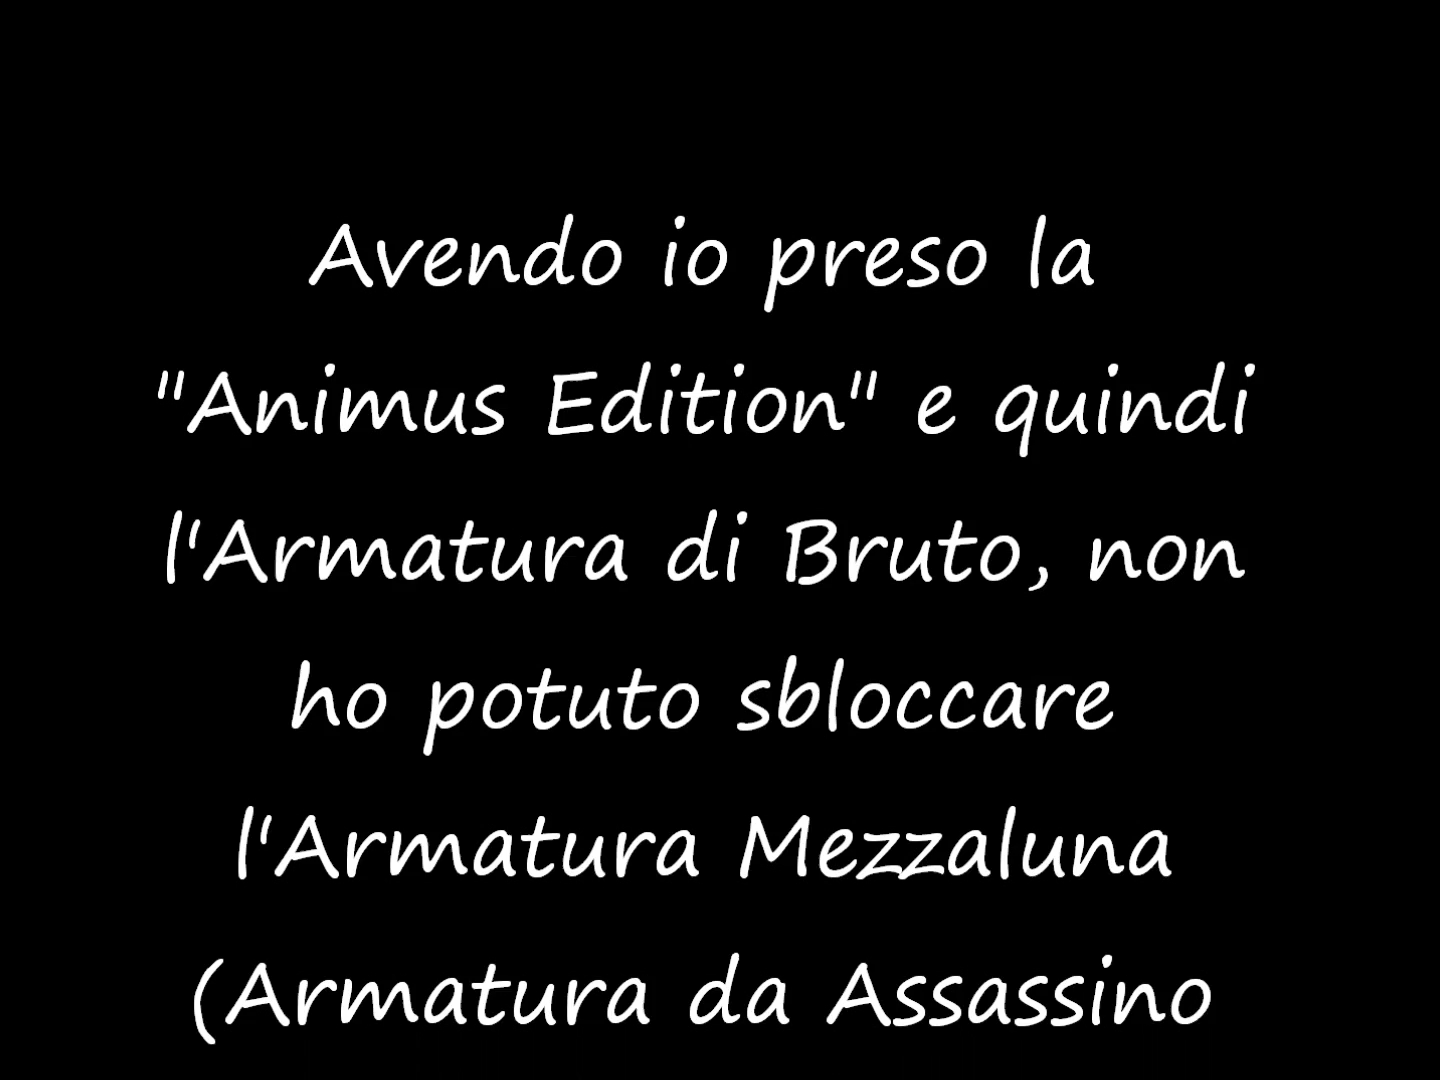 Avendo io preso la
"Animus Edition" e quindi
l'Armatura di Bruto, non
ho potuto sbloccare
l'Armatura Mezzaluna
(Armatura da Assassino